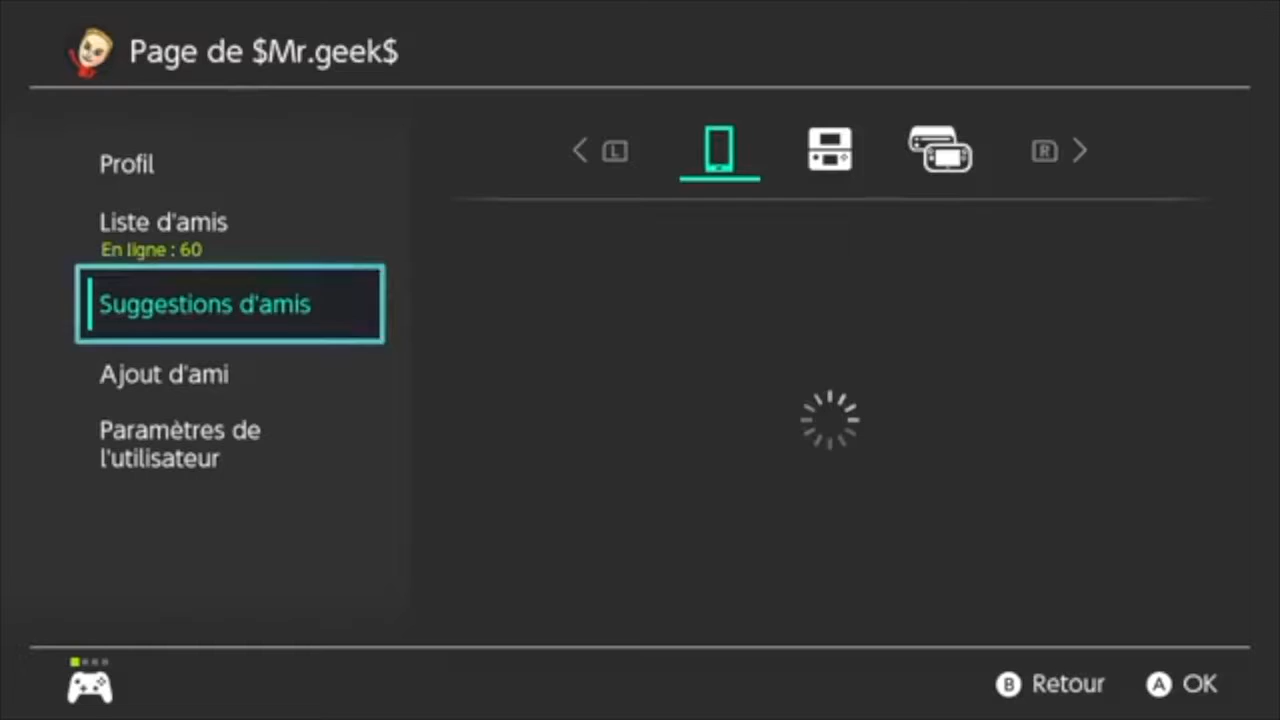 Page de $Mr.geek$
Profil
Liste d'amis
En ligne : 60
Suggestions d'amis
Ajout d'ami
Paramètres de
l'utilisateur
L
R
B Retour
A OK